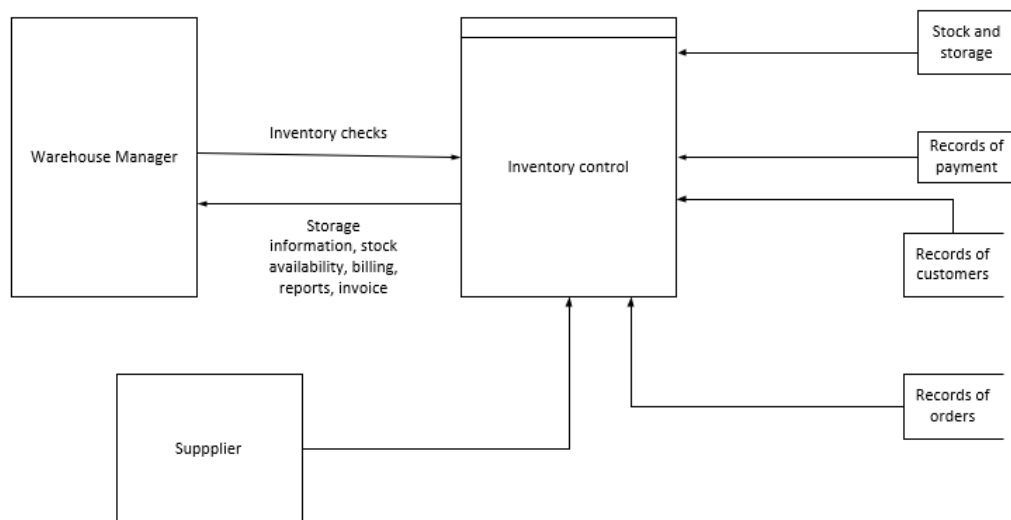 Stock and
storage
Inventory checks
Warehouse Manager
Inventory control
Records of
payment
Storage
information, stock
availability, billing,
reports, invoice
Records of
customers
Records of
orders
Suppplier